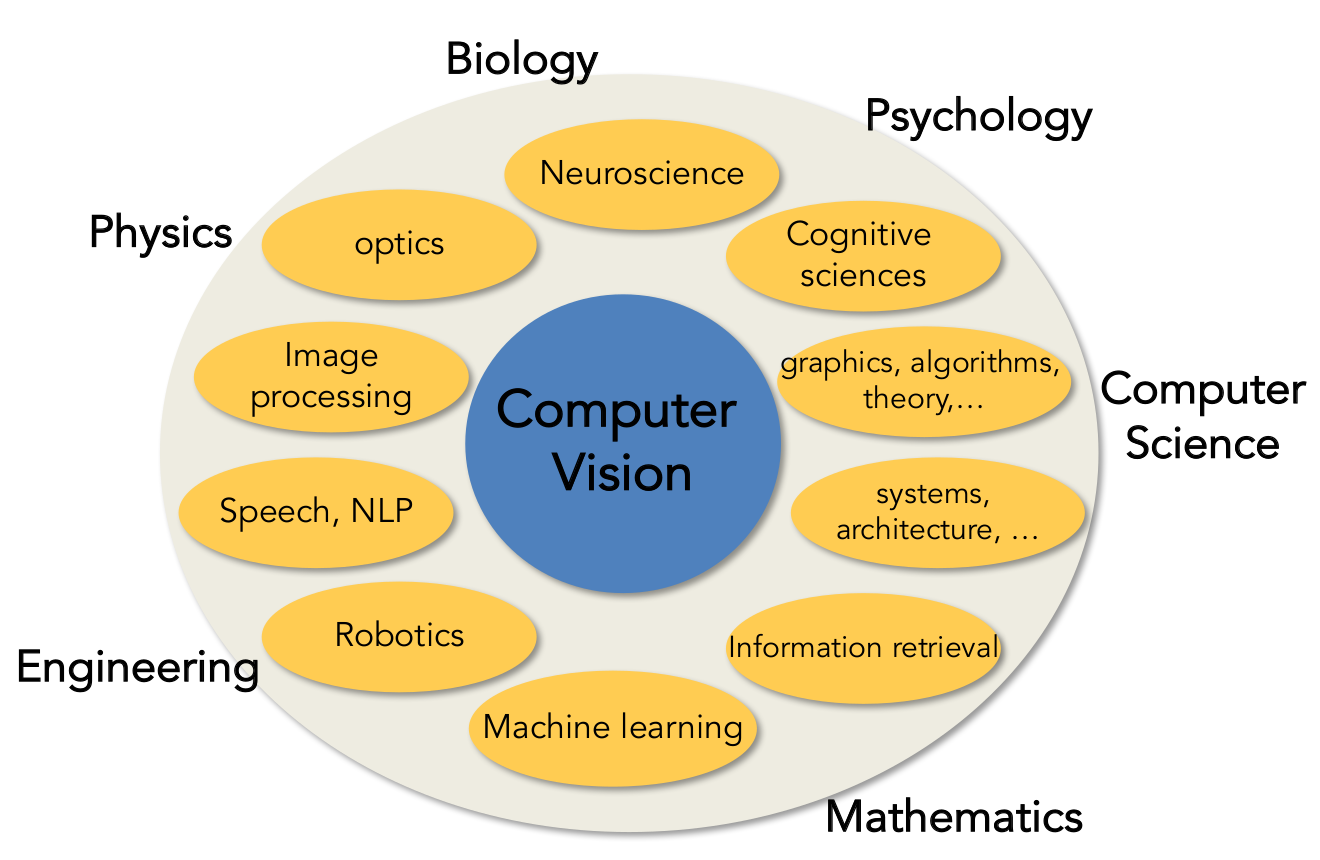 Biology
Psychology
Neuroscience
Physics
optics
Cognitive
sciences
Image
processing
graphics, algorithms,
theory,…
Computer
Science
Computer
Vision
Speech, NLP
systems,
architecture, …
Robotics
Information retrieval
Engineering
Machine learning
Mathematics